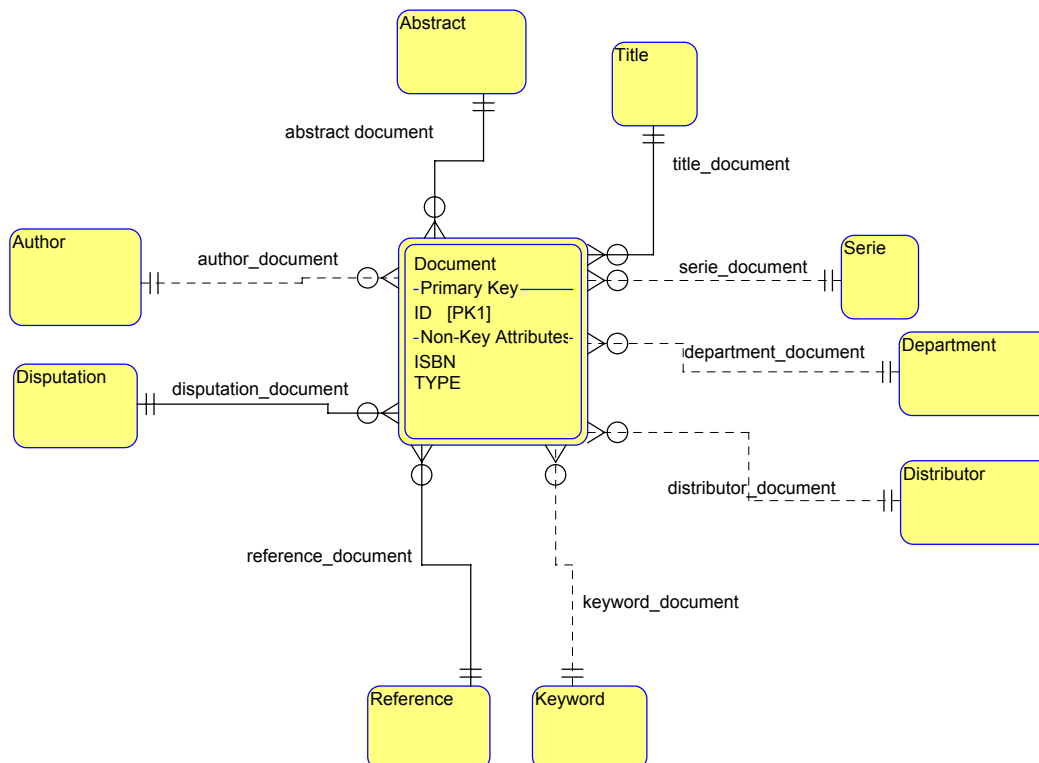 Abstract
Title
abstract document
title_document
Author
author_document
Document
Primary Key
ID [PK1]
Non-Key Attributes
ISBN
TYPE
serie_document
Serie
department_document
Department
Disputation
disputation_document
distributor_document
Distributor
reference_document
keyword_document
Reference
Keyword